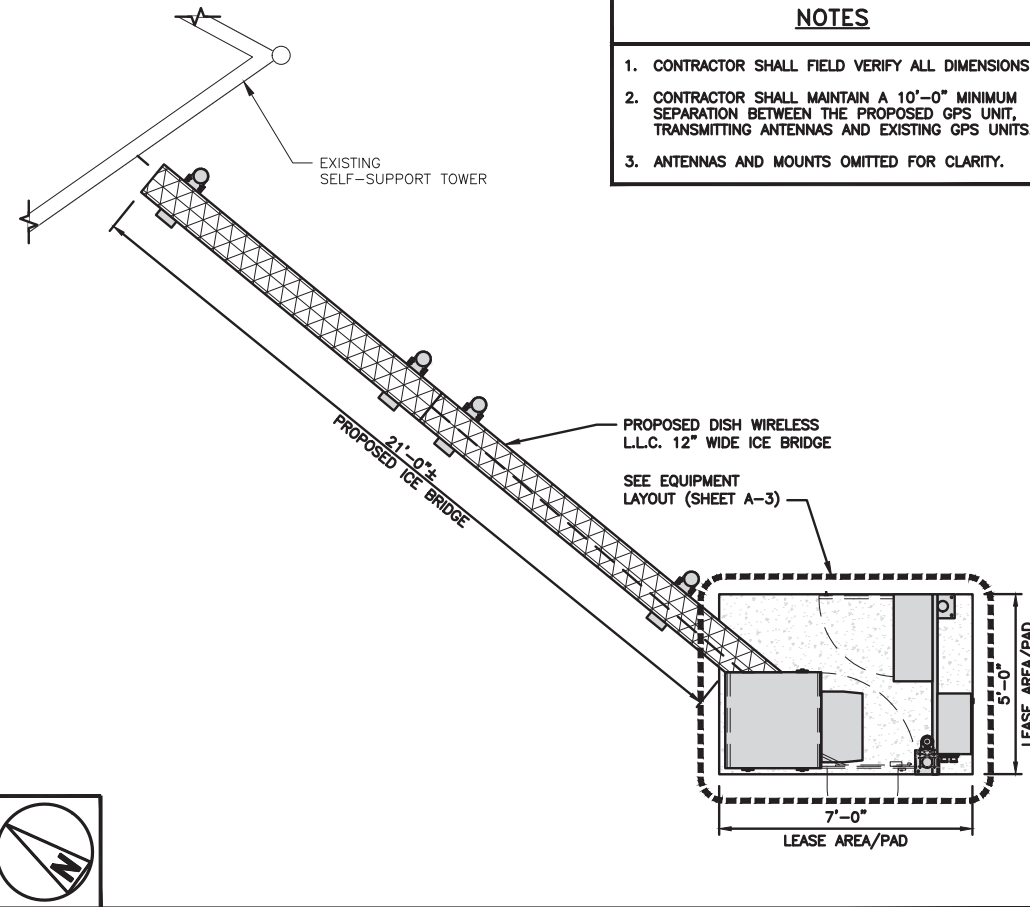 NOTES
1. CONTRACTOR SHALL FIELD VERIFY ALL DIMENSIONS
2. CONTRACTOR SHALL MAINTAIN A 10'-0" MINIMUM
SEPARATION BETWEEN THE PROPOSED GPS UNIT,
TRANSMITTING ANTENNAS AND EXISTING GPS UNITS
3. ANTENNAS AND MOUNTS OMITTED FOR CLARITY.
EXISTING
SELF-SUPPORT TOWER
PROPOSED DISH WIRELESS
L.L.C. 12" WIDE ICE BRIDGE
21'-0"±
PROPOSED ICE BRIDGE
SEE EQUIPMENT
LAYOUT (SHEET A-3)
5'-0"
LEASE AREA/PAD
7'-0"
LEASE AREA/PAD
N